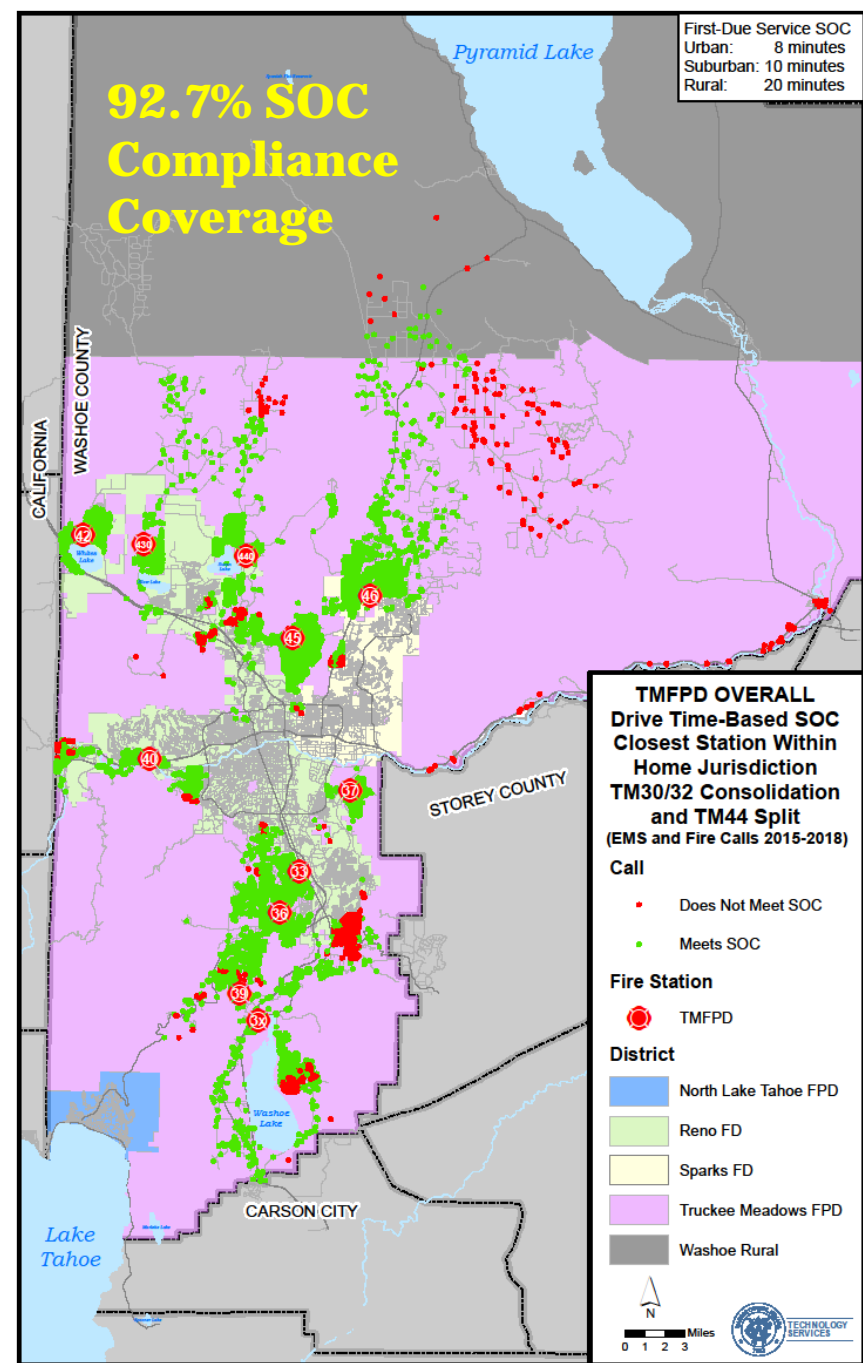 First-Due Service SOC
Urban: 8 minutes
Suburban: 10 minutes
Rural: 20 minutes
Pyramid Lake
92.7% SOC
Compliance
Coverage
WASHOE COUNTY
CALIFORNIA
42
430
440
Lake
Lake
46
45
40
37
STOREY COUNTY
33
36
39
3x
Washoe
Lake
CARSON CITY
Lake
Tahoe
TMFPD OVERALL
Drive Time-Based SOC
Closest Station Within
Home Jurisdiction
TM30/32 Consolidation
and TM44 Split
(EMS and Fire Calls 2015-2018)
Call
Does Not Meet SOC
Meets SOC
Fire Station
TMFPD
District
North Lake Tahoe FPD
Reno FD
Sparks FD
Truckee Meadows FPD
Washoe Rural
N
Miles
0 1 2 3
TECHNOLOGY
SERVICES